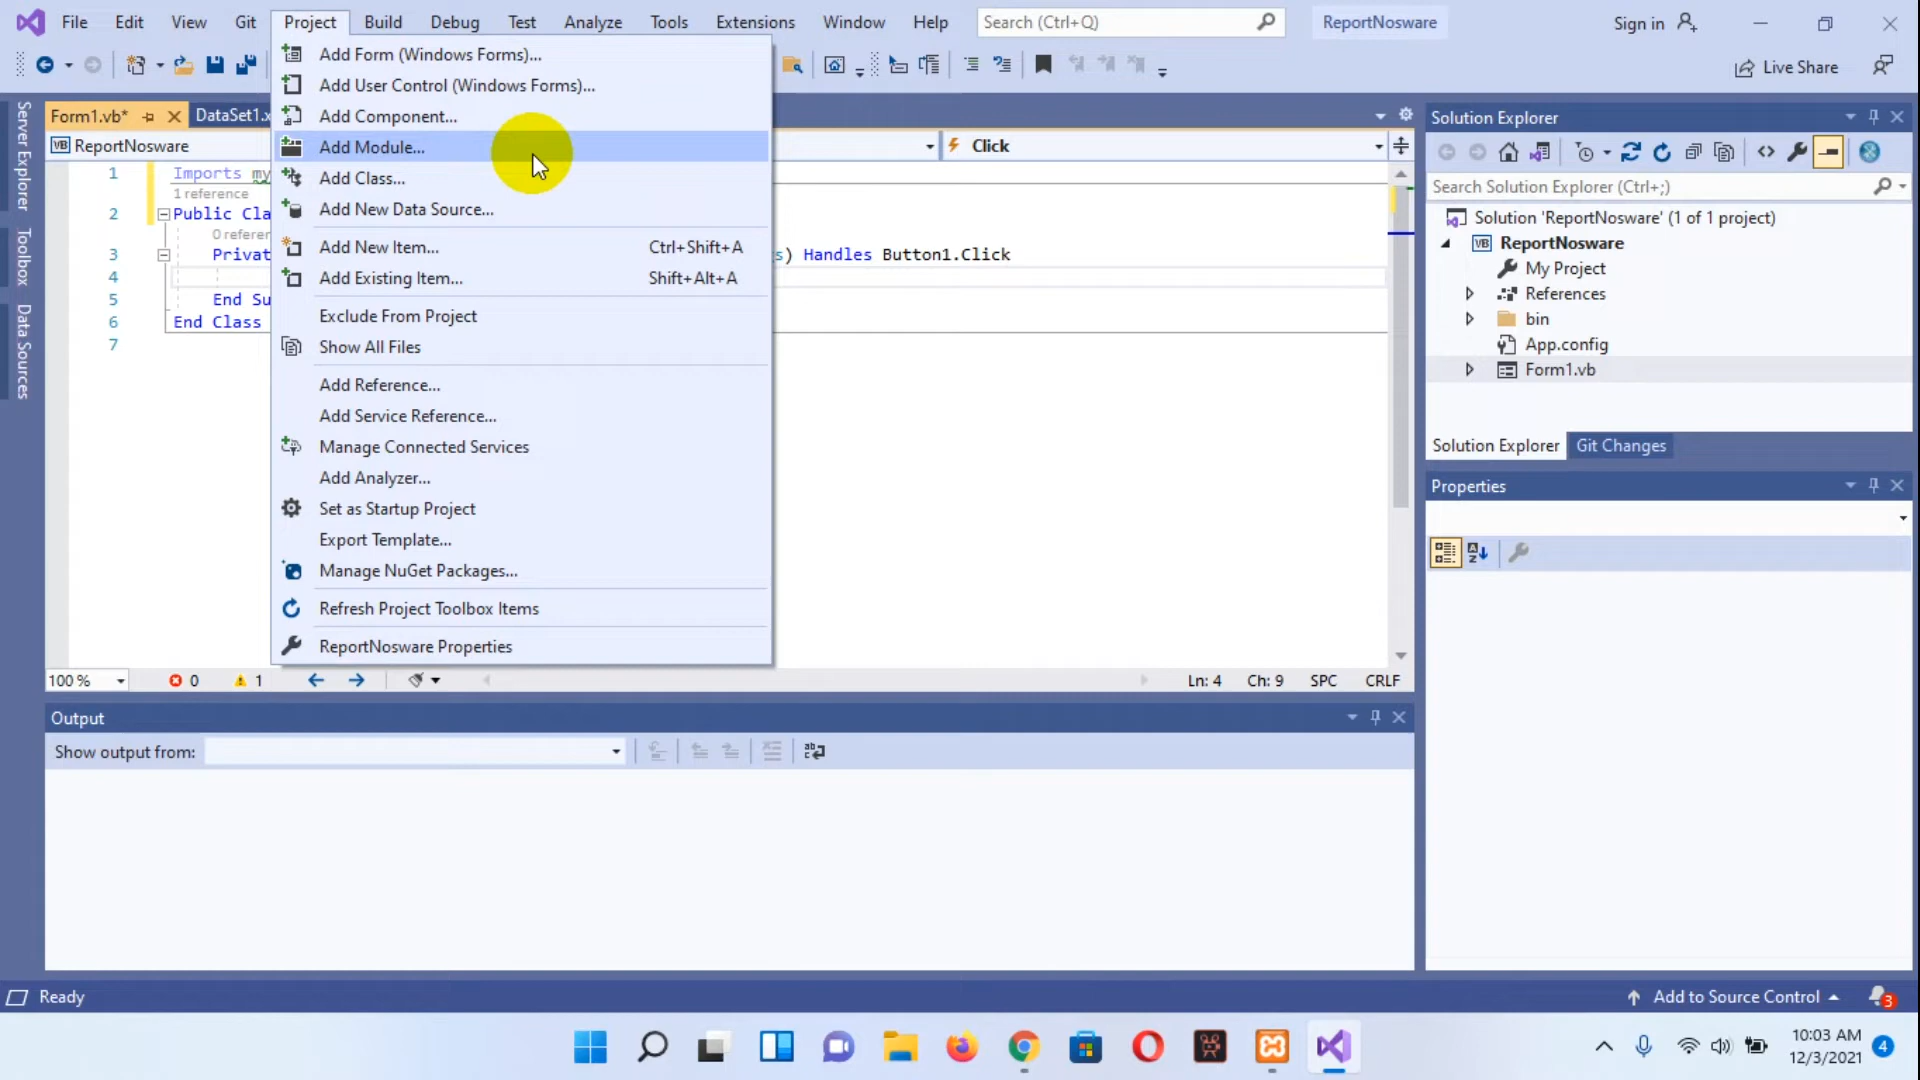 File Edit View Git Project Build Debug Test Analyze Tools Extensions Window Help Search (Ctrl+Q) ReportNosware Sign in
Live Share
Form1.vb* DataSet1.x
ReportNosware Click
Server Explorer
Toolbox
Data Sources
1 Imports my
1 reference
2 Public Cla
0 referen
3 Privat s) Handles Button1.Click
4
5 End Su
6 End Class
7
Add Form (Windows Forms)...
Add User Control (Windows Forms)...
Add Component...
Add Module...
Add Class...
Add New Data Source...
Add New Item... Ctrl+Shift+A
Add Existing Item... Shift+Alt+A
Exclude From Project
Show All Files
Add Reference...
Add Service Reference...
Manage Connected Services
Add Analyzer...
Set as Startup Project
Export Template...
Manage NuGet Packages...
Refresh Project Toolbox Items
ReportNosware Properties
100 % 0 1 Ln: 4 Ch: 9 SPC CRLF
Output
Show output from:
Solution Explorer
Search Solution Explorer (Ctrl+;)
Solution 'ReportNosware' (1 of 1 project)
VB ReportNosware
My Project
References
bin
App.config
Form1.vb
Solution Explorer Git Changes
Properties
Ready Add to Source Control 3
10:03 AM
12/3/2021 4